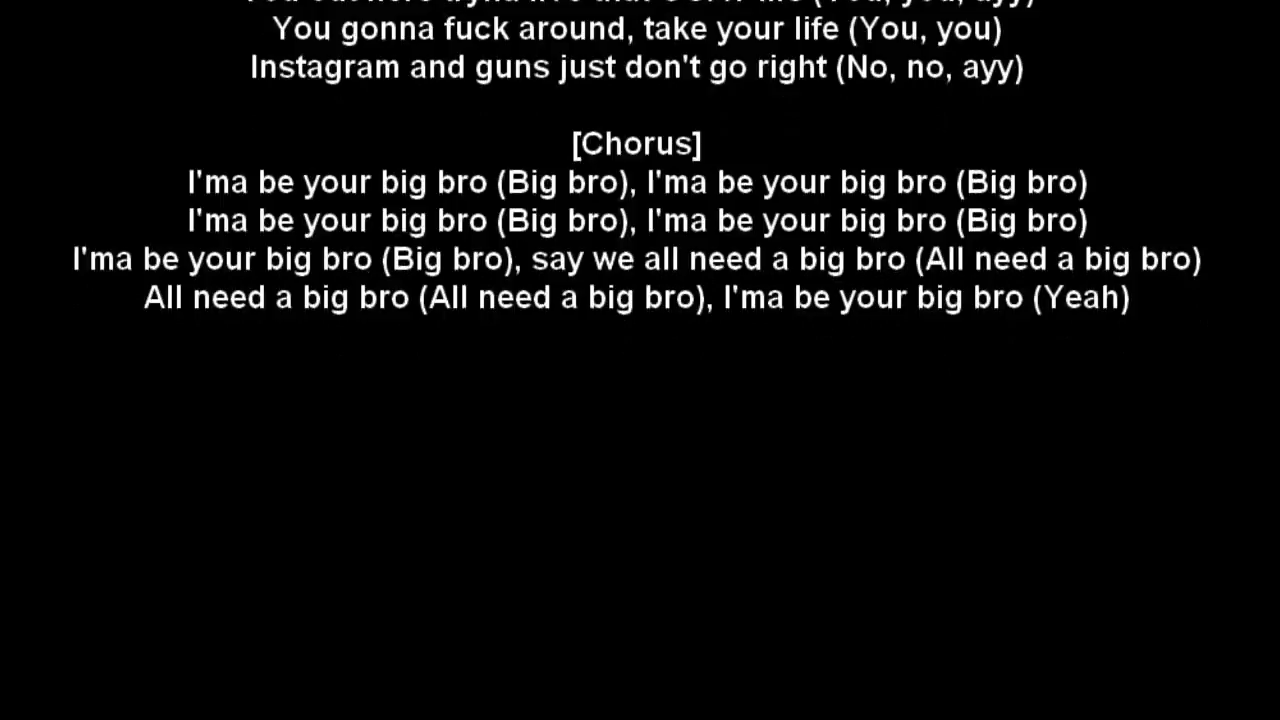 You gonna fuck around, take your life (You, you)
Instagram and guns just don't go right (No, no, ayy)
[Chorus]
I'ma be your big bro (Big bro), I'ma be your big bro (Big bro)
I'ma be your big bro (Big bro), I'ma be your big bro (Big bro)
I'ma be your big bro (Big bro), say we all need a big bro (All need a big bro)
All need a big bro (All need a big bro), I'ma be your big bro (Yeah)